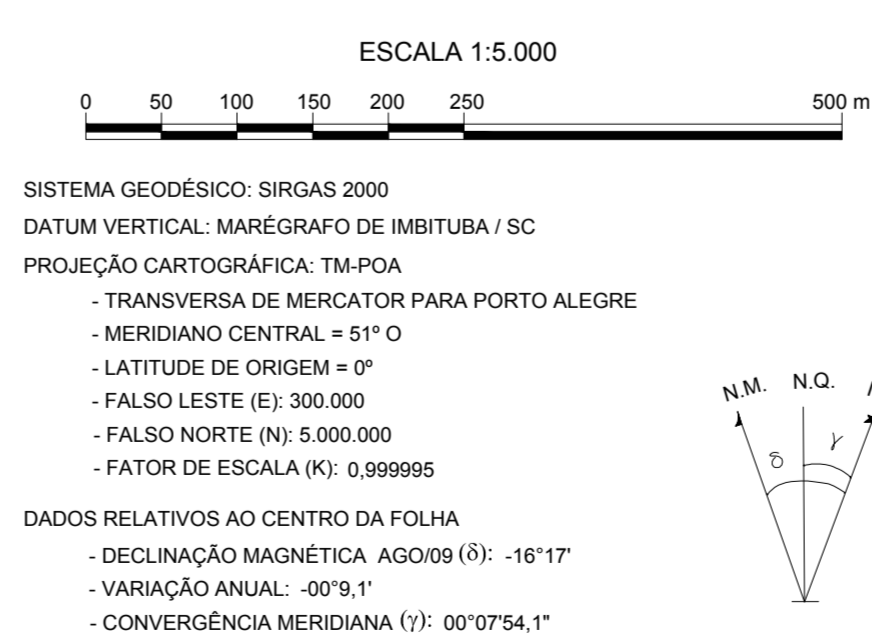 ESCALA 1:5.000
0 50 100 150 200 250 500 m
SISTEMA GEODÉSICO: SIRGAS 2000
DATUM VERTICAL: MARÉGRAFO DE IMBITUBA / SC
PROJEÇÃO CARTOGRÁFICA: TM-POA
- TRANSVERSA DE MERCATOR PARA PORTO ALEGRE
- MERIDIANO CENTRAL = 51º O
- LATITUDE DE ORIGEM = 0º
- FALSO LESTE (E): 300.000
- FALSO NORTE (N): 5.000.000
- FATOR DE ESCALA (K): 0,999995
N.M. N.Q.
δ γ
DADOS RELATIVOS AO CENTRO DA FOLHA
- DECLINAÇÃO MAGNÉTICA AGO/09 (δ): -16°17'
- VARIAÇÃO ANUAL: -00°9,1'
- CONVERGÊNCIA MERIDIANA (γ): 00°07'54,1"